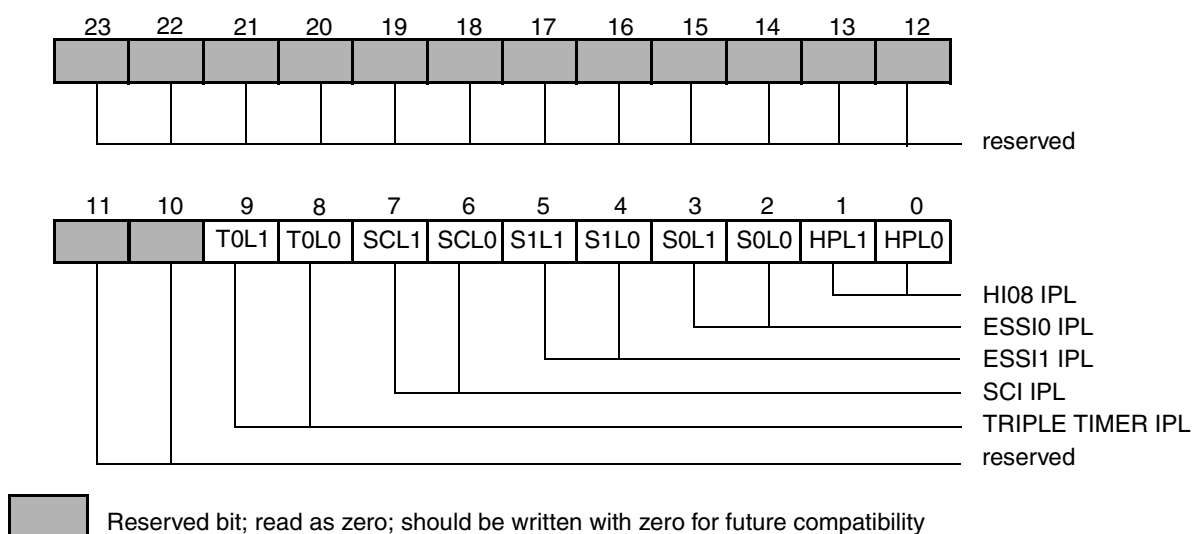 23 22 21 20 19 18 17 16 15 14 13 12
reserved
11 10 9 8 7 6 5 4 3 2 1 0
T0L1 T0L0 SCL1 SCL0 S1L1 S1L0 S0L1 S0L0 HPL1 HPL0
HI08 IPL
ESSI0 IPL
ESSI1 IPL
SCI IPL
TRIPLE TIMER IPL
reserved
Reserved bit; read as zero; should be written with zero for future compatibility